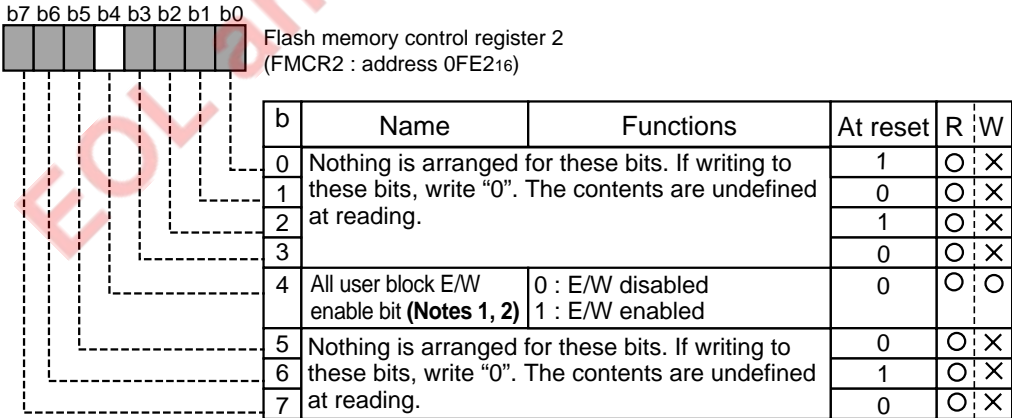 b7 b6 b5 b4 b3 b2 b1 b0
Flash memory control register 2
(FMCR2 : address 0FE216)
b Name Functions At reset R W
0 Nothing is arranged for these bits. If writing to 1 O ×
1 these bits, write “0”. The contents are undefined 0 O ×
2 at reading. 1 O ×
3 0 O ×
4 All user block E/W 0 : E/W disabled 0 O O
enable bit (Notes 1, 2) 1 : E/W enabled
5 Nothing is arranged for these bits. If writing to 0 O ×
6 these bits, write “0”. The contents are undefined 1 O ×
7 at reading. 0 O ×
EOL